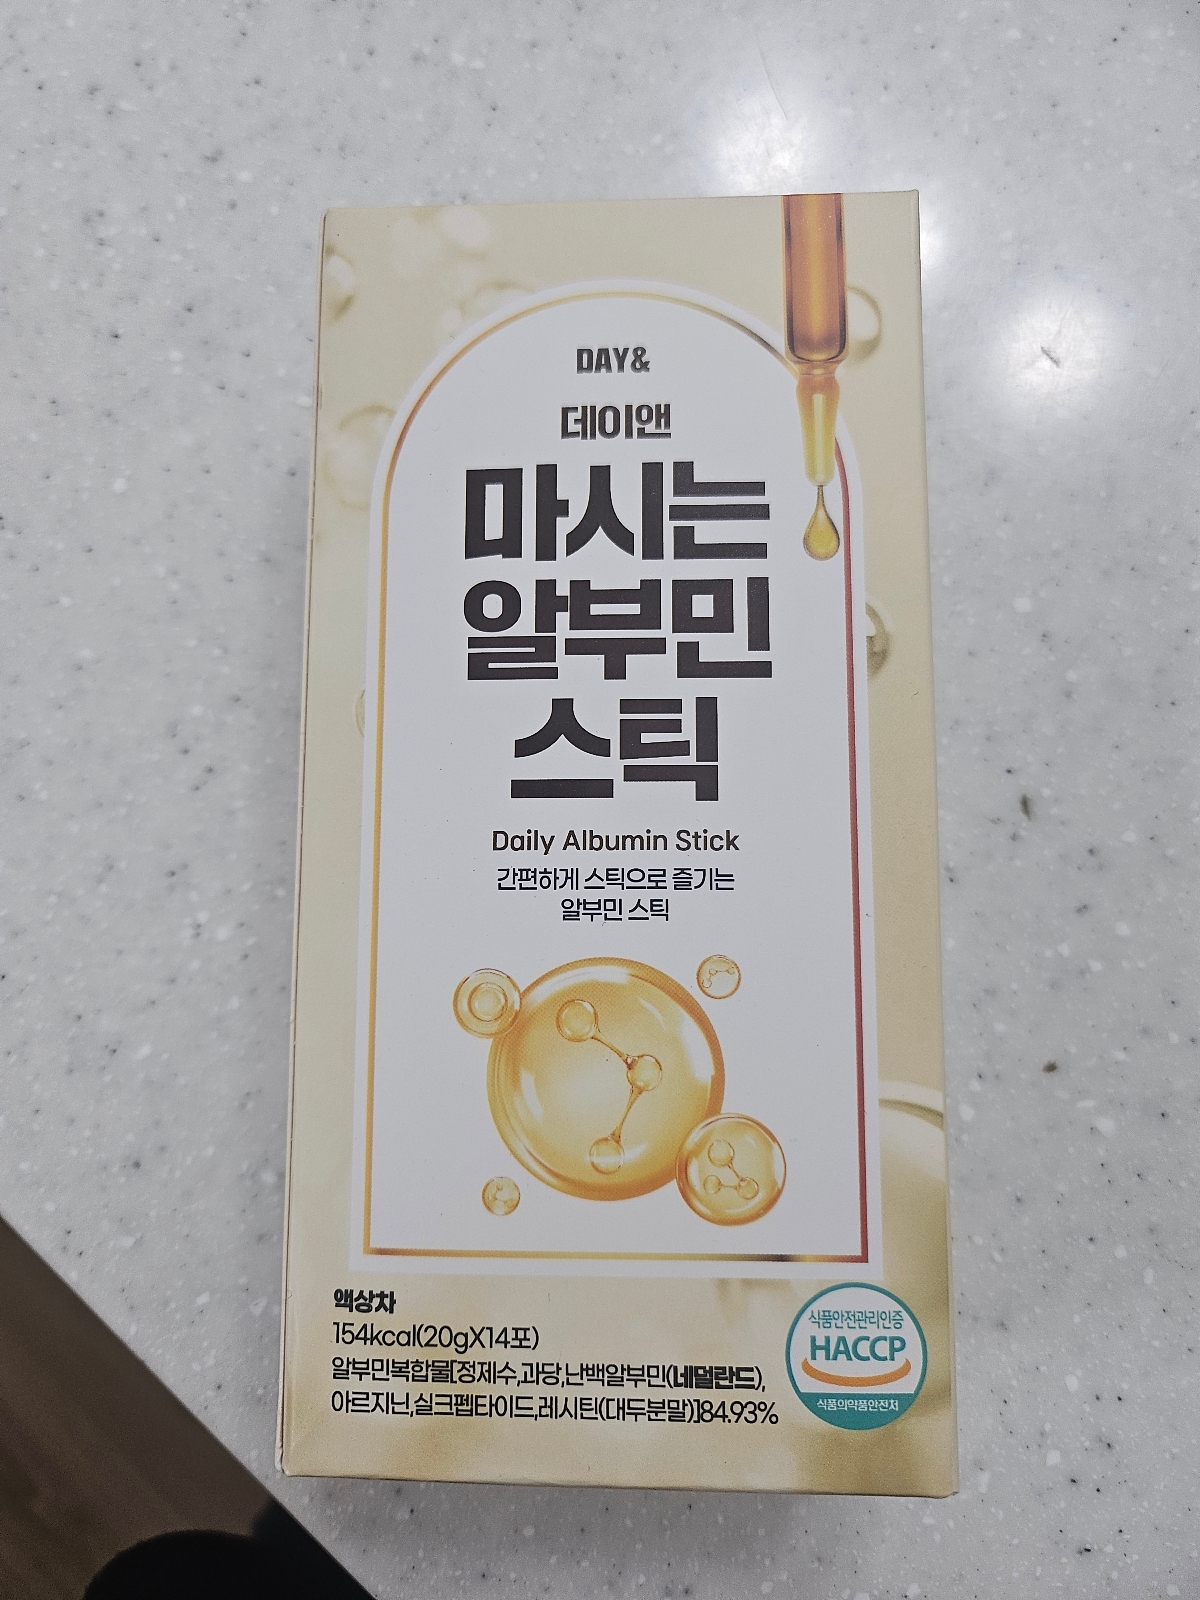 DAY&
데이앤
마시는
알부민
스틱
Daily Albumin Stick
간편하게 스틱으로 즐기는
알부민 스틱
액상차
154kcal(20gX14포)
알부민복합물[정제수,과당,난백알부민(네덜란드),
아르지닌,실크펩타이드,레시틴(대두분말)]84.93%
식품안전관리인증
HACCP
식품의약품안전처